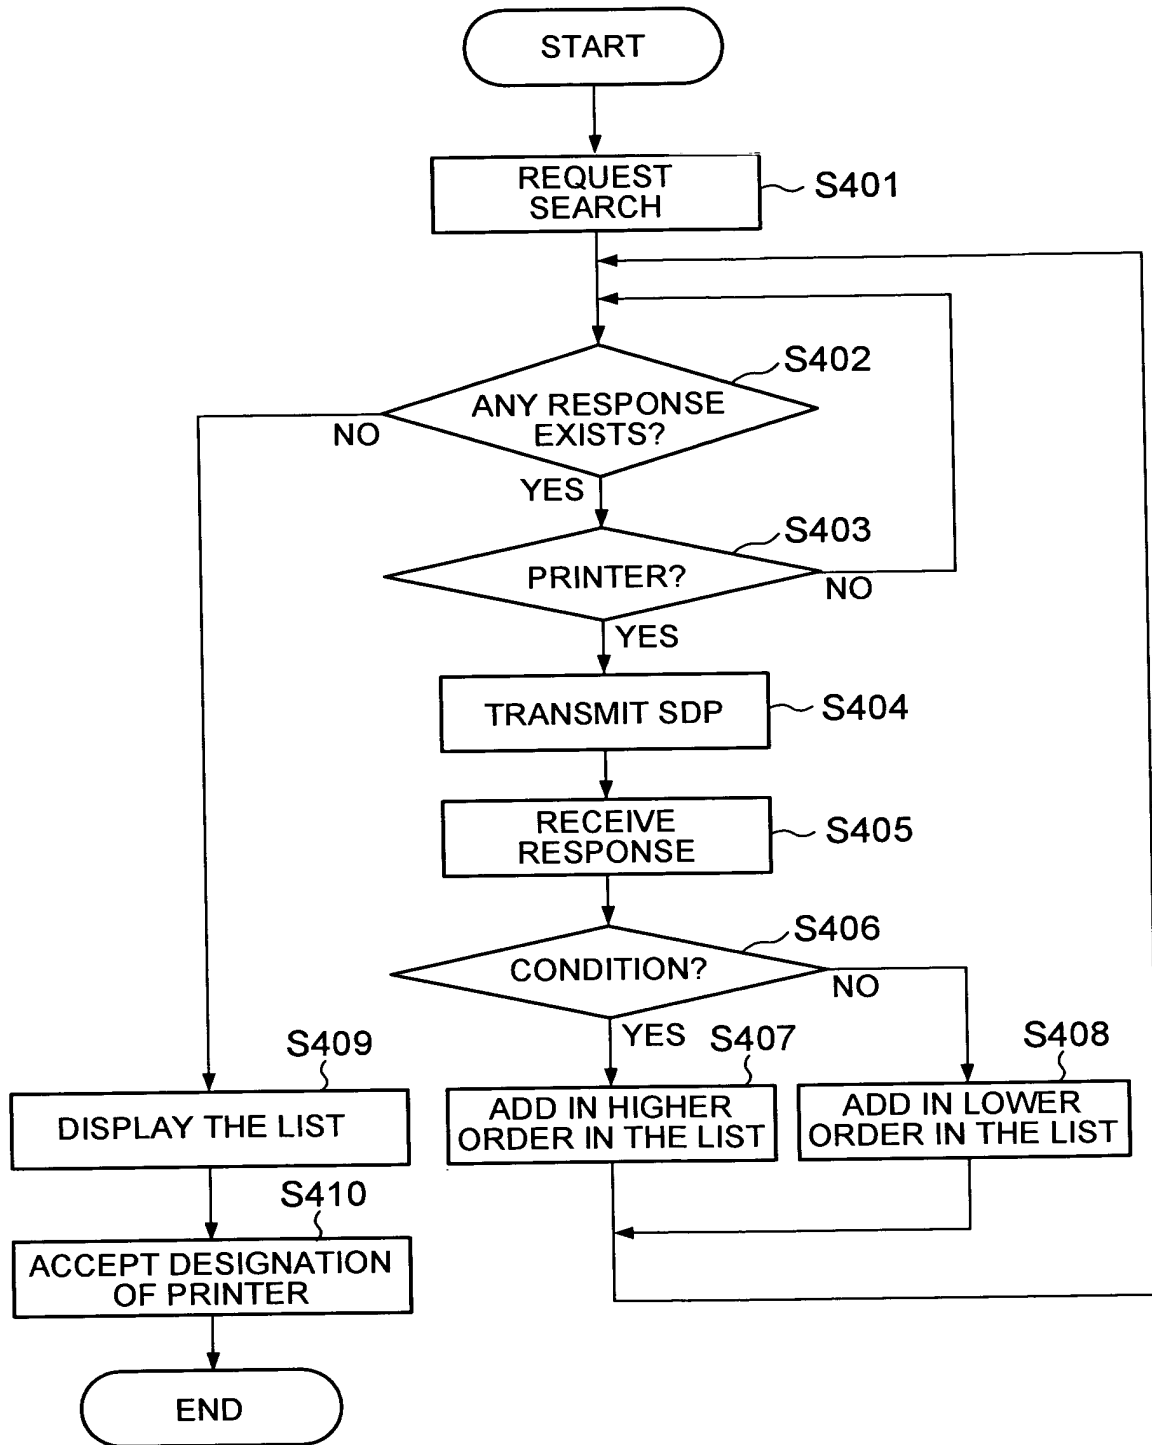 START
REQUEST
SEARCH
S401
S402
ANY RESPONSE
EXISTS?
NO
YES
S403
PRINTER?
NO
YES
TRANSMIT SDP
S404
RECEIVE
RESPONSE
S405
S406
CONDITION?
NO
YES
S407
S408
S409
ADD IN HIGHER
ORDER IN THE LIST
ADD IN LOWER
ORDER IN THE LIST
DISPLAY THE LIST
S410
ACCEPT DESIGNATION
OF PRINTER
END